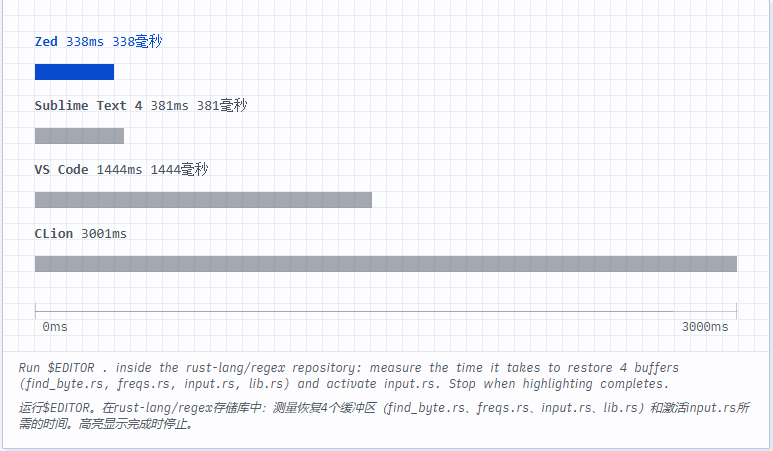 Zed 338ms 338毫秒
Sublime Text 4 381ms 381毫秒
VS Code 1444ms 1444毫秒
CLion 3001ms
0ms 3000ms
Run $EDITOR . inside the rust-lang/regex repository: measure the time it takes to restore 4 buffers
(find_byte.rs, freqs.rs, input.rs, lib.rs) and activate input.rs. Stop when highlighting completes.
运行$EDITOR。在rust-lang/regex存储库中：测量恢复4个缓冲区（find_byte.rs、freqs.rs、input.rs、lib.rs）和激活input.rs所
需的时间。高亮显示完成时停止。